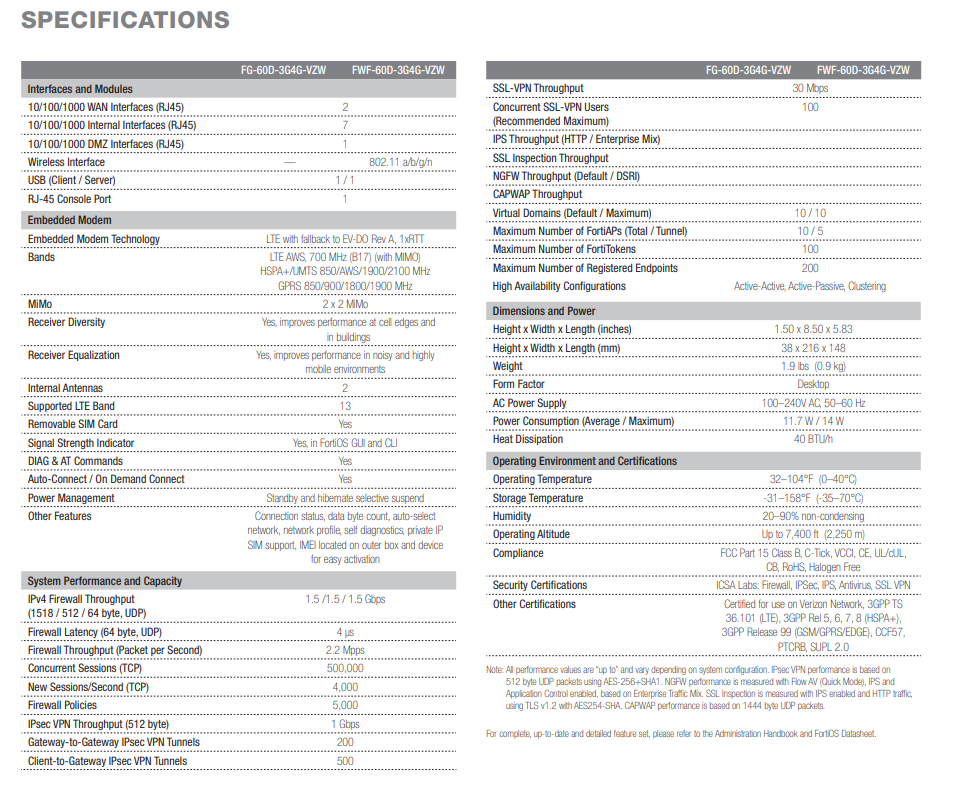 SPECIFICATIONS
FG-60D-3G4G-VZW FWF-60D-3G4G-VZW
Interfaces and Modules
10/100/1000 WAN Interfaces (RJ45) 2
10/100/1000 Internal Interfaces (RJ45) 7
10/100/1000 DMZ Interfaces (RJ45) 1
Wireless Interface — 802.11 a/b/g/n
USB (Client / Server) 1 / 1
RJ-45 Console Port 1
Embedded Modem
Embedded Modem Technology LTE with fallback to EV-DO Rev A, 1xRTT
Bands LTE AWS, 700 MHz (B17) (with MIMO)
HSPA+/UMTS 850/AWS/1900/2100 MHz
GPRS 850/900/1800/1900 MHz
MiMo 2 x 2 MiMo
Receiver Diversity Yes, improves performance at cell edges and
in buildings
Receiver Equalization Yes, improves performance in noisy and highly
mobile environments
Internal Antennas 2
Supported LTE Band 13
Removable SIM Card Yes
Signal Strength Indicator Yes, in FortiOS GUI and CLI
DIAG & AT Commands Yes
Auto-Connect / On Demand Connect Yes
Power Management Standby and hibernate selective suspend
Other Features Connection status, data byte count, auto-select
network, network profile, self diagnostics, private IP
SIM support, IMEI located on outer box and device
for easy activation
System Performance and Capacity
IPv4 Firewall Throughput 1.5 /1.5 / 1.5 Gbps
(1518 / 512 / 64 byte, UDP)
Firewall Latency (64 byte, UDP) 4 μs
Firewall Throughput (Packet per Second) 2.2 Mpps
Concurrent Sessions (TCP) 500,000
New Sessions/Second (TCP) 4,000
Firewall Policies 5,000
IPsec VPN Throughput (512 byte) 1 Gbps
Gateway-to-Gateway IPsec VPN Tunnels 200
Client-to-Gateway IPsec VPN Tunnels 500
FG-60D-3G4G-VZW FWF-60D-3G4G-VZW
SSL-VPN Throughput 30 Mbps
Concurrent SSL-VPN Users 100
(Recommended Maximum)
IPS Throughput (HTTP / Enterprise Mix)
SSL Inspection Throughput
NGFW Throughput (Default / DSRI)
CAPWAP Throughput
Virtual Domains (Default / Maximum) 10 / 10
Maximum Number of FortiAPs (Total / Tunnel) 10 / 5
Maximum Number of FortiTokens 100
Maximum Number of Registered Endpoints 200
High Availability Configurations Active-Active, Active-Passive, Clustering
Dimensions and Power
Height x Width x Length (inches) 1.50 x 8.50 x 5.83
Height x Width x Length (mm) 38 x 216 x 148
Weight 1.9 lbs (0.9 kg)
Form Factor Desktop
AC Power Supply 100–240V AC, 50–60 Hz
Power Consumption (Average / Maximum) 11.7 W / 14 W
Heat Dissipation 40 BTU/h
Operating Environment and Certifications
Operating Temperature 32–104°F (0–40°C)
Storage Temperature -31–158°F (-35–70°C)
Humidity 20–90% non-condensing
Operating Altitude Up to 7,400 ft (2,250 m)
Compliance FCC Part 15 Class B, C-Tick, VCCI, CE, UL/cUL,
CB, RoHS, Halogen Free
Security Certifications ICSA Labs: Firewall, IPSec, IPS, Antivirus, SSL VPN
Other Certifications Certified for use on Verizon Network, 3GPP TS
36.101 (LTE), 3GPP Rel 5, 6, 7, 8 (HSPA+),
3GPP Release 99 (GSM/GPRS/EDGE), CCF57,
PTCRB, SUPL 2.0
Note: All performance values are "up to" and vary depending on system configuration. IPsec VPN performance is based on
512 byte UDP packets using AES-256+SHA1. NGFW performance is measured with Flow AV (Quick Mode), IPS and
Application Control enabled, based on Enterprise Traffic Mix. SSL Inspection is measured with IPS enabled and HTTP traffic,
using TLS v1.2 with AES254-SHA. CAPWAP performance is based on 1444 byte UDP packets.
For complete, up-to-date and detailed feature set, please refer to the Administration Handbook and FortiOS Datasheet.